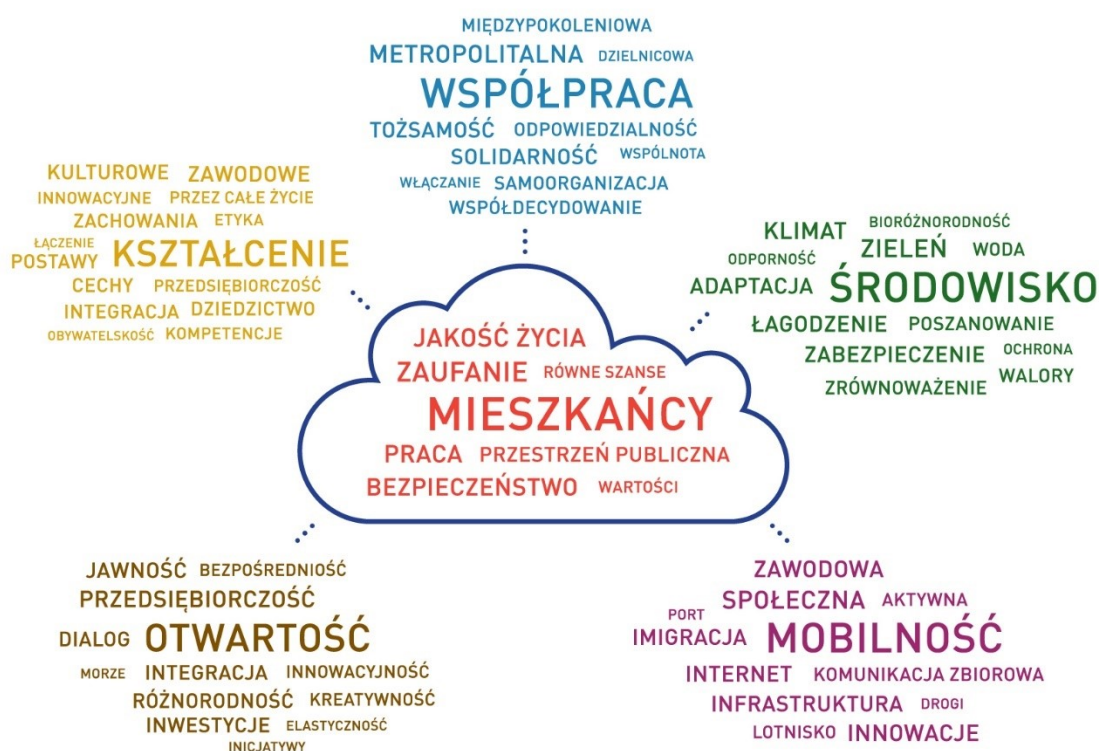 MIĘDZYPOKOLENIOWA
METROPOLITALNA DZIELNICOWA
WSPÓŁPRACA
TOŻSAMOŚĆ ODPOWIEDZIALNOŚĆ
SOLIDARNOŚĆ WSPÓLNOTA
WŁĄCZANIE SAMOORGANIZACJA
WSPÓŁDECYDOWANIE
KULTUROWE ZAWODOWE
INNOWACYJNE PRZEZ CAŁE ŻYCIE
ZACHOWANIA ETYKA
ŁĄCZENIE
POSTAWY KSZTAŁCENIE
CECHY PRZEDSIĘBIORCZOŚĆ
INTEGRACJA DZIEDZICTWO
OBYWATELSKOŚĆ KOMPETENCJE
KLIMAT BIORÓŻNORODNOŚĆ
ODPORNOŚĆ ZIELEŃ WODA
ADAPTACJA ŚRODOWISKO
ŁAGODZENIE POSZANOWANIE
ZABEZPIECZENIE OCHRONA
ZRÓWNOWAŻENIE WALORY
JAKOŚĆ ŻYCIA
ZAUFANIE RÓWNE SZANSE
MIESZKAŃCY
PRACA PRZESTRZEŃ PUBLICZNA
BEZPIECZEŃSTWO WARTOŚCI
JAWNOŚĆ BEZPOŚREDNIOŚĆ
PRZEDSIĘBIORCZOŚĆ
DIALOG OTWARTOŚĆ
MORZE INTEGRACJA INNOWACYJNOŚĆ
RÓŻNORODNOŚĆ KREATYWNOŚĆ
INWESTYCJE ELASTYCZNOŚĆ
INICJATYWY
ZAWODOWA
PORT SPOŁECZNA AKTYWNA
IMIGRACJA MOBILNOŚĆ
INTERNET KOMUNIKACJA ZBIOROWA
INFRASTRUKTURA DROGI
LOTNISKO INNOWACJE